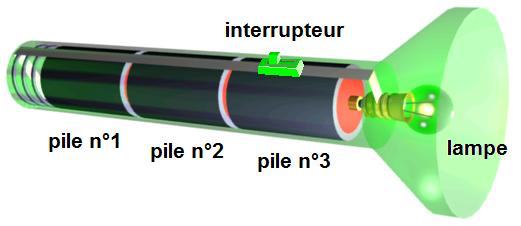 interrupteur
pile n°1
pile n°2
pile n°3
lampe